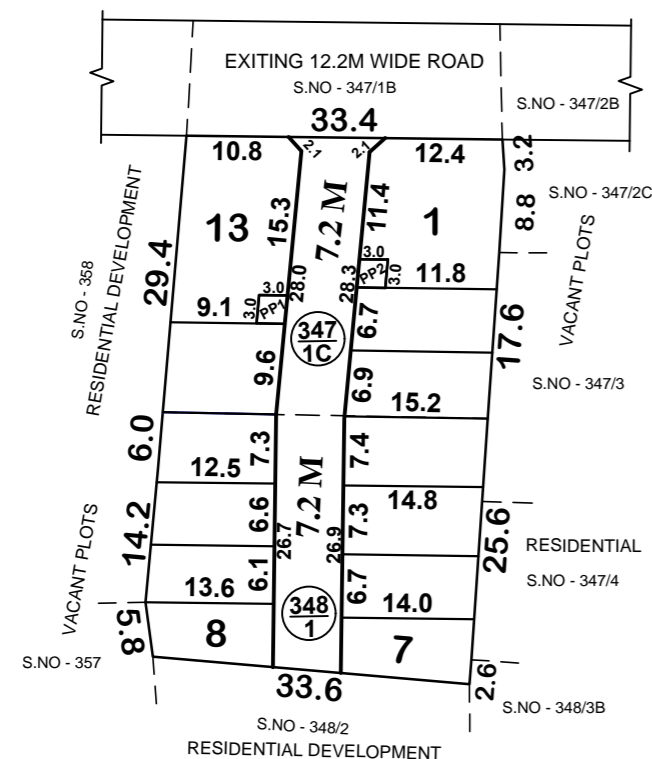 EXITING 12.2M WIDE ROAD
S.NO - 347/1B
S.NO - 347/2B
33.4
10.8
2.1
2.1
12.4
3.2
S.NO - 347/2C
8.8
13
15.3
7.2 M
11.4
1
VACANT PLOTS
29.4
S.NO - 358
RESIDENTIAL DEVELOPMENT
3.0
PP2
3.0
11.8
28.0
28.3
3.0
PP1
3.0
9.1
347
1C
6.7
17.6
9.6
6.9
15.2
S.NO - 347/3
6.0
7.3
7.2 M
7.4
12.5
14.8
14.2
6.6
26.7
26.9
7.3
25.6
RESIDENTIAL
S.NO - 347/4
VACANT PLOTS
13.6
6.1
348
1
6.7
14.0
5.8
8
7
S.NO - 357
33.6
2.6
S.NO - 348/3B
S.NO - 348/2
RESIDENTIAL DEVELOPMENT